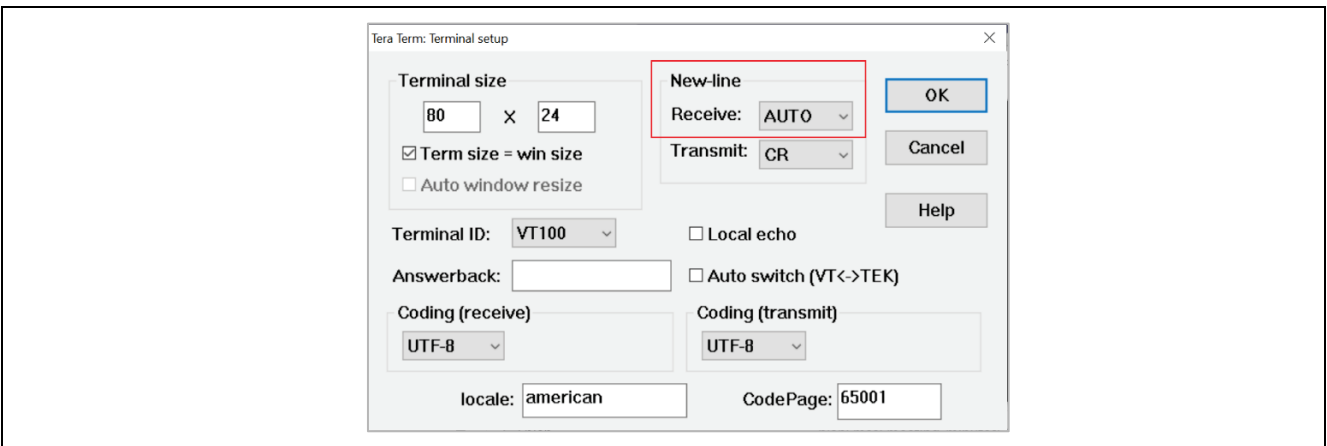 Tera Term: Terminal setup
Terminal size
80 X 24
Term size = win size
Auto window resize
New-line
Receive: AUTO
Transmit: CR
OK
Cancel
Help
Terminal ID: VT100
Local echo
Answerback:
Auto switch (VT<->TEK)
Coding (receive)
UTF-8
Coding (transmit)
UTF-8
locale: american
CodePage: 65001